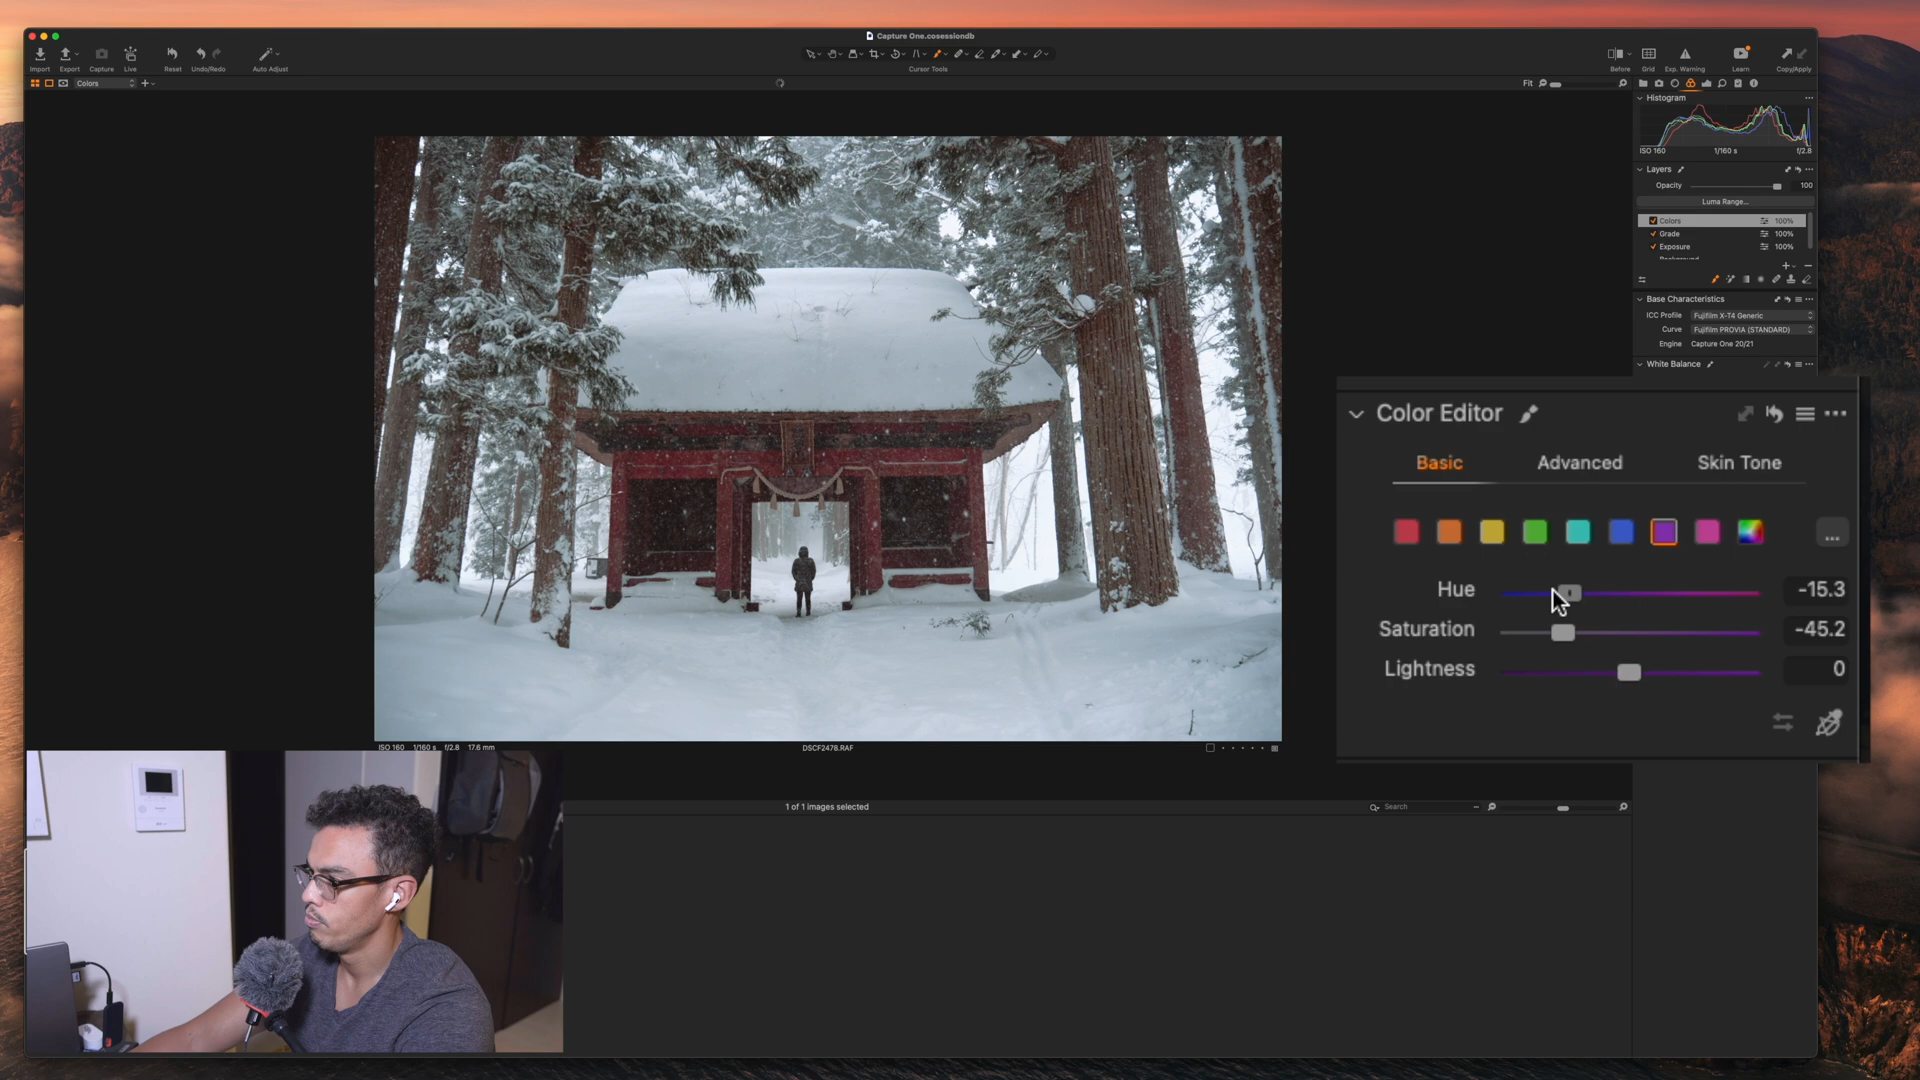 Capture One.cosessiondb
Import
Export
Capture
Live
Reset
Undo/Redo
Auto Adjust
Cursor Tools
Before
Grid
Exp. Warning
Learn
Copy/Apply
Colors
Fit
Histogram
ISO 160 1/160 s f/2.8
Layers
Opacity 100
Luma Range...
Colors 100%
Grade 100%
Exposure 100%
Base Characteristics
ICC Profile Fujifilm X-T4 Generic
Curve Fujifilm PROVIA (STANDARD)
Engine Capture One 20/21
White Balance
Color Editor
Basic Advanced Skin Tone
...
Hue -15.3
Saturation -45.2
Lightness 0
ISO 160 1/160 s f/2.8 17.6 mm
DSCF2478.RAF
1 of 1 images selected
Search